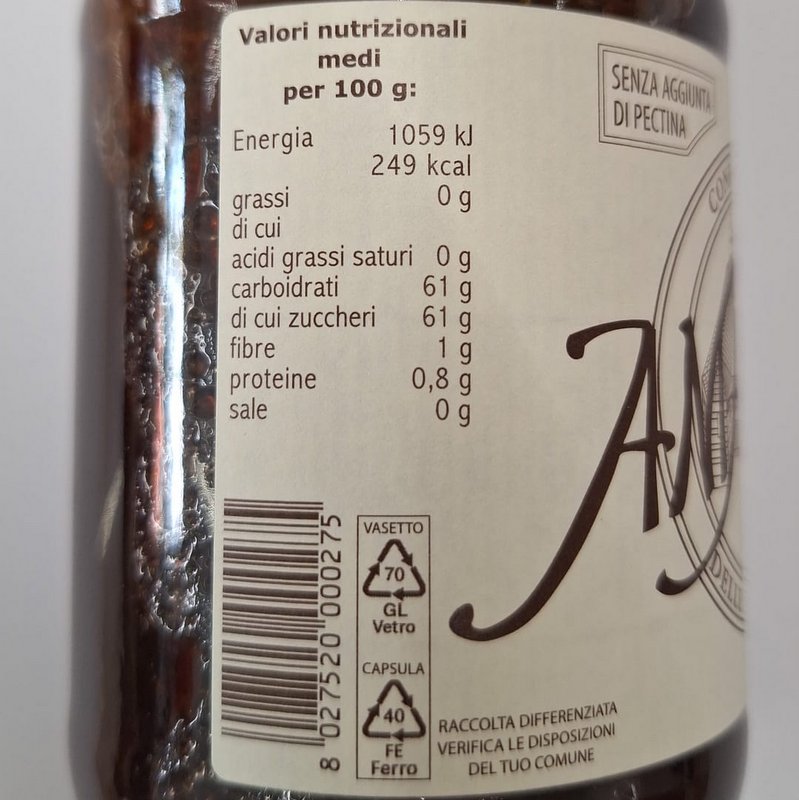 Valori nutrizionali
medi
per 100 g:
Energia 1059 kJ
249 kcal
grassi 0 g
di cui
acidi grassi saturi 0 g
carboidrati 61 g
di cui zuccheri 61 g
fibre 1 g
proteine 0,8 g
sale 0 g
SENZA AGGIUNTA
DI PECTINA
8 027520 000275
VASETTO
70
GL
Vetro
CAPSULA
40
FE
Ferro
RACCOLTA DIFFERENZIATA
VERIFICA LE DISPOSIZIONI
DEL TUO COMUNE